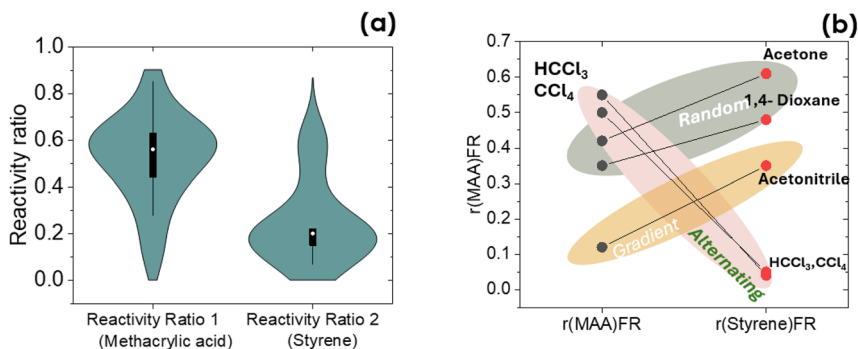 (a)
Reactivity ratio
1.0
0.8
0.6
0.4
0.2
0.0
Reactivity Ratio 1
(Methacrylic acid)
Reactivity Ratio 2
(Styrene)
(b)
r(MAA)FR
0.7
0.6
0.5
0.4
0.3
0.2
0.1
0.0
HCCl3
CCl4
Acetone
1,4- Dioxane
Random
Acetonitrile
Gradient
Alternating
HCCl3,CCl4
r(MAA)FR
r(Styrene)FR